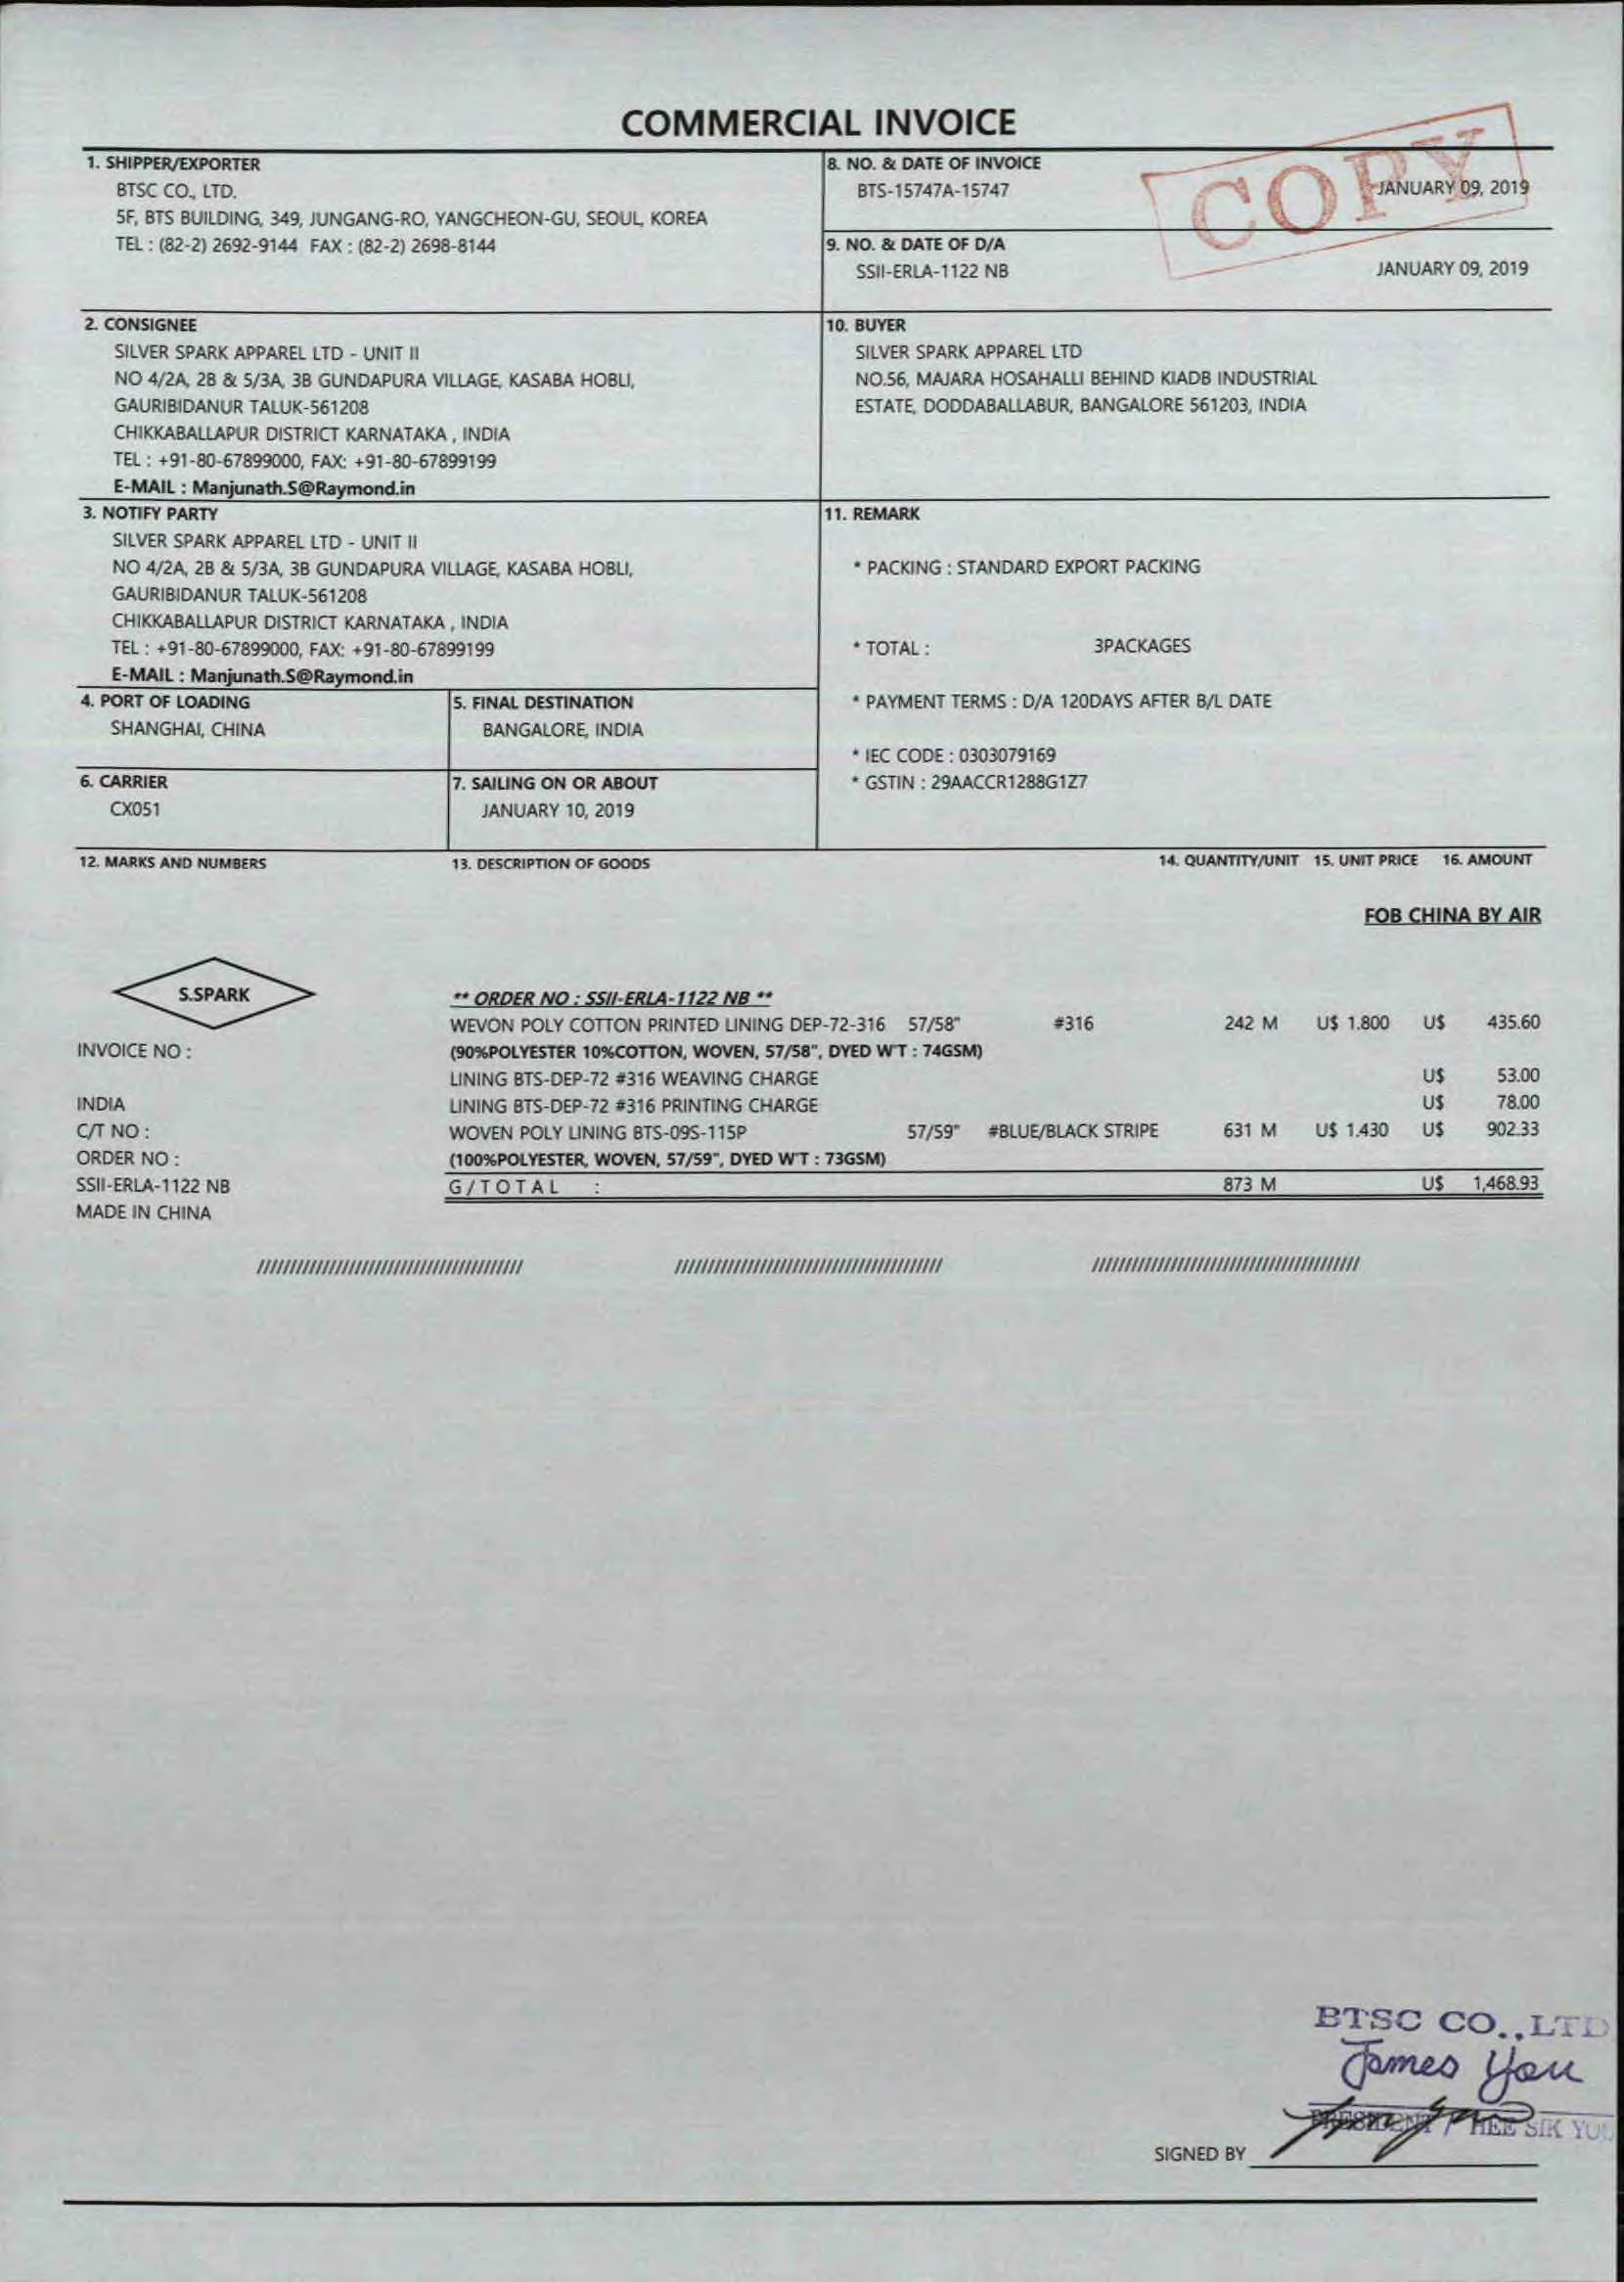 COMMERCIAL INVOICE
COPY
1. SHIPPER/EXPORTER
BTSC CO., LTD.
5F, BTS BUILDING, 349, JUNGANG-RO, YANGCHEON-GU, SEOUL, KOREA
TEL : (82-2) 2692-9144 FAX : (82-2) 2698-8144
8. NO. & DATE OF INVOICE
BTS-15747A-15747 JANUARY 09, 2019
9. NO. & DATE OF D/A
SSII-ERLA-1122 NB JANUARY 09, 2019
2. CONSIGNEE
SILVER SPARK APPAREL LTD - UNIT II
NO 4/2A, 2B & 5/3A, 3B GUNDAPURA VILLAGE, KASABA HOBLI,
GAURIBIDANUR TALUK-561208
CHIKKABALLAPUR DISTRICT KARNATAKA , INDIA
TEL : +91-80-67899000, FAX: +91-80-67899199
E-MAIL : Manjunath.S@Raymond.in
10. BUYER
SILVER SPARK APPAREL LTD
NO.56, MAJARA HOSAHALLI BEHIND KIADB INDUSTRIAL
ESTATE, DODDABALLABUR, BANGALORE 561203, INDIA
3. NOTIFY PARTY
SILVER SPARK APPAREL LTD - UNIT II
NO 4/2A, 2B & 5/3A, 3B GUNDAPURA VILLAGE, KASABA HOBLI,
GAURIBIDANUR TALUK-561208
CHIKKABALLAPUR DISTRICT KARNATAKA , INDIA
TEL : +91-80-67899000, FAX: +91-80-67899199
E-MAIL : Manjunath.S@Raymond.in
11. REMARK
* PACKING : STANDARD EXPORT PACKING
* TOTAL : 3PACKAGES
* PAYMENT TERMS : D/A 120DAYS AFTER B/L DATE
* IEC CODE : 0303079169
* GSTIN : 29AACCR1288G1Z7
4. PORT OF LOADING
SHANGHAI, CHINA
5. FINAL DESTINATION
BANGALORE, INDIA
6. CARRIER
CX051
7. SAILING ON OR ABOUT
JANUARY 10, 2019
12. MARKS AND NUMBERS 13. DESCRIPTION OF GOODS 14. QUANTITY/UNIT 15. UNIT PRICE 16. AMOUNT
FOB CHINA BY AIR
S.SPARK
INVOICE NO :
INDIA
C/T NO :
ORDER NO :
SSII-ERLA-1122 NB
MADE IN CHINA
** ORDER NO : SSII-ERLA-1122 NB **
WEVON POLY COTTON PRINTED LINING DEP-72-316 57/58" #316 242 M U$ 1.800 U$ 435.60
(90%POLYESTER 10%COTTON, WOVEN, 57/58", DYED W'T : 74GSM)
LINING BTS-DEP-72 #316 WEAVING CHARGE U$ 53.00
LINING BTS-DEP-72 #316 PRINTING CHARGE U$ 78.00
WOVEN POLY LINING BTS-09S-115P 57/59" #BLUE/BLACK STRIPE 631 M U$ 1.430 U$ 902.33
(100%POLYESTER, WOVEN, 57/59", DYED W'T : 73GSM)
G/TOTAL : 873 M U$ 1,468.93
//////////////////////////////////////// //////////////////////////////////////// ////////////////////////////////////////
BTSC CO.,LTD
James You
PRESIDENT / HEE SIK YOU
SIGNED BY